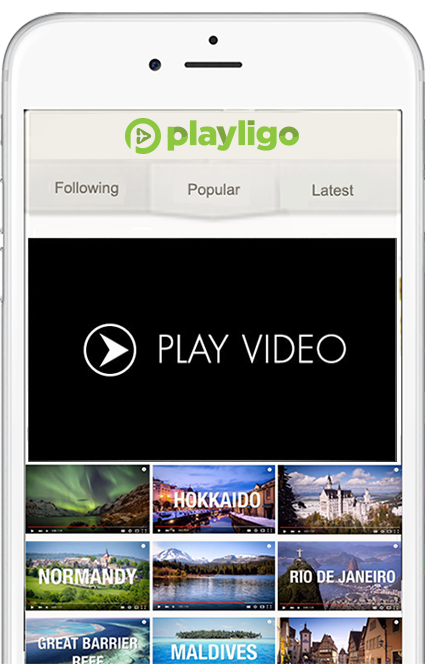 playligo
Following
Popular
Latest
PLAY VIDEO
HOKKAIDO
NORMANDY
RIO DE JANEIRO
GREAT BARRIER
REEF
MALDIVES